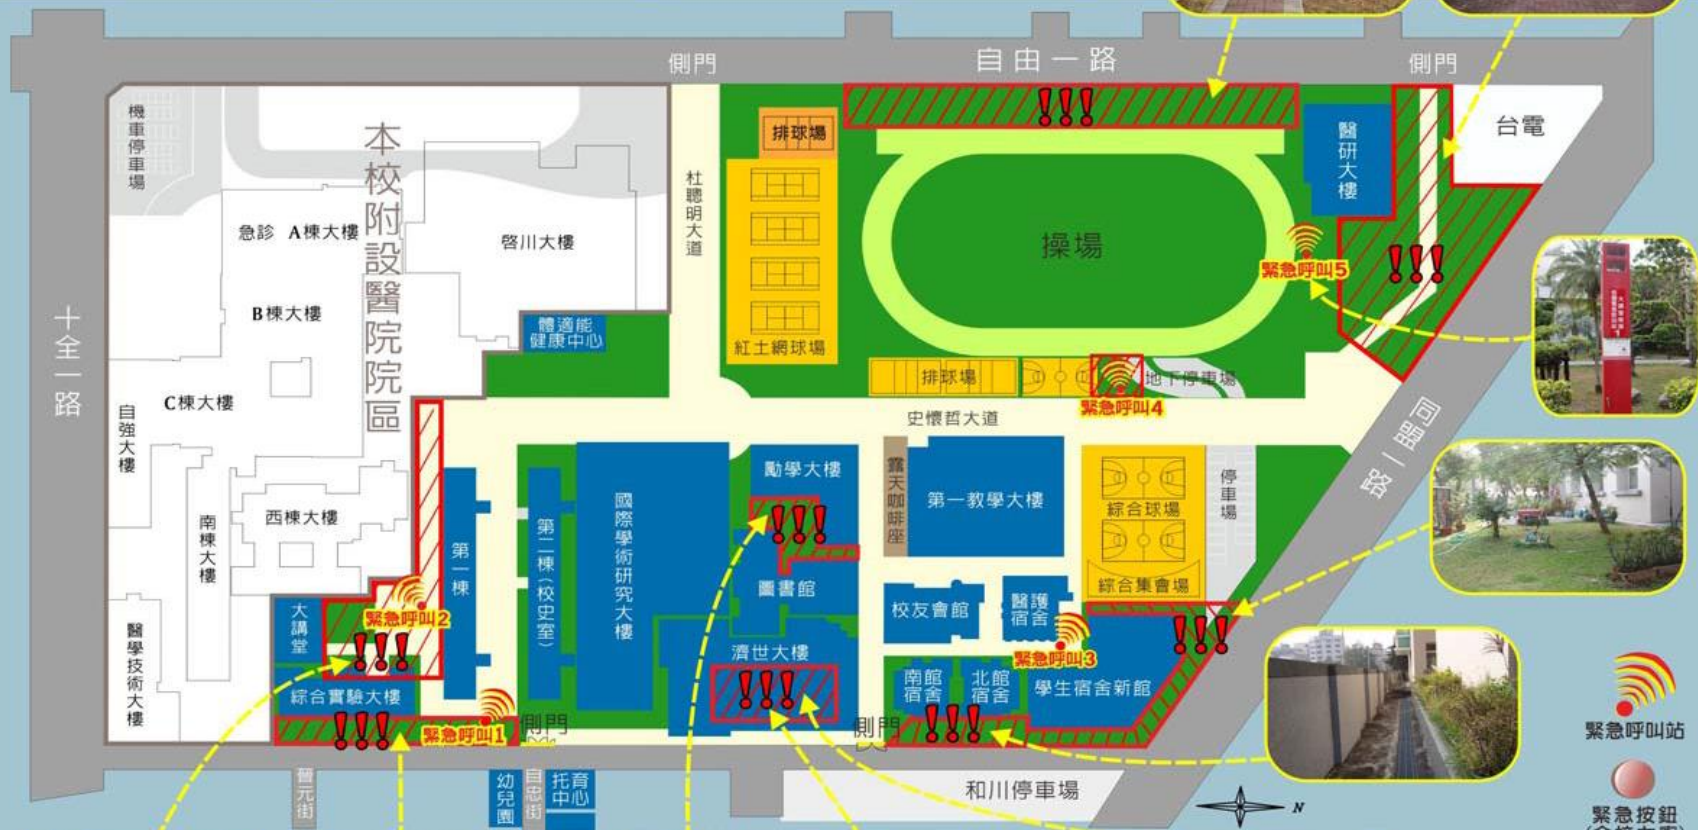 側門
自由一路
側門
機車停車場
本校附設醫院院區
排球場
杜聰明大道
醫研大樓
台電
急診 A棟大樓
啓川大樓
操場
緊急呼叫5
十全一路
B棟大樓
體適能
健康中心
紅土網球場
排球場
地下停車場
緊急呼叫4
自強大樓
C棟大樓
史懷哲大道
同盟一路
南棟大樓
西棟大樓
第一棟
第二棟(校史室)
國際學術研究大樓
勵學大樓
露天咖啡座
第一教學大樓
綜合球場
停車場
圖書館
綜合集會場
校友會館
醫護
宿舍
大講堂
緊急呼叫2
醫學技術大樓
濟世大樓
緊急呼叫3
綜合實驗大樓
南館
宿舍
北館
宿舍
學生宿舍新館
緊急呼叫1
側門
側門
緊急呼叫站
晉元街
幼兒園
自忠街
托育
中心
和川停車場
N
緊急按鈕